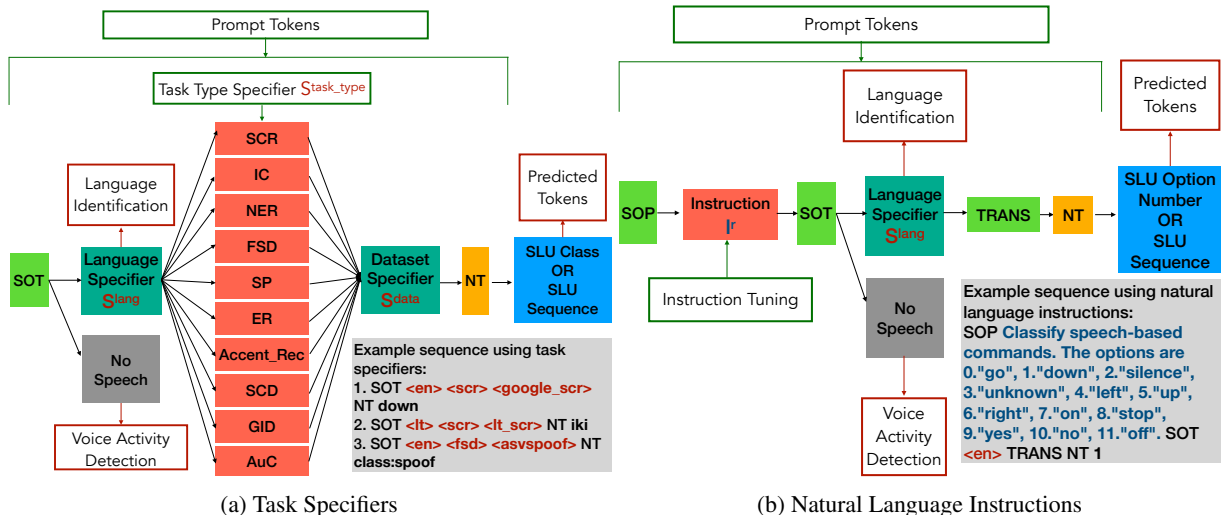 Prompt Tokens
Task Type Specifier S^task_type
SCR
IC
NER
FSD
SP
ER
Accent_Rec
SCD
GID
AuC
Language
Identification
SOT
Language
Specifier
S^lang
No
Speech
Voice Activity
Detection
Dataset
Specifier
S^data
NT
Predicted
Tokens
SLU Class
OR
SLU
Sequence
Example sequence using task
specifiers:
1. SOT <en> <scr> <google_scr>
NT down
2. SOT <lt> <scr> <lt_scr> NT iki
3. SOT <en> <fsd> <asvspoof> NT
class:spoof
(a) Task Specifiers
Prompt Tokens
Language
Identification
Predicted
Tokens
SOP
Instruction
I^r
SOT
Language
Specifier
S^lang
TRANS
NT
SLU Option
Number
OR
SLU
Sequence
Instruction Tuning
No
Speech
Voice
Activity
Detection
Example sequence using natural
language instructions:
SOP Classify speech-based
commands. The options are
0."go", 1."down", 2."silence",
3."unknown", 4."left", 5."up",
6."right", 7."on", 8."stop",
9."yes", 10."no", 11."off". SOT
<en> TRANS NT 1
(b) Natural Language Instructions